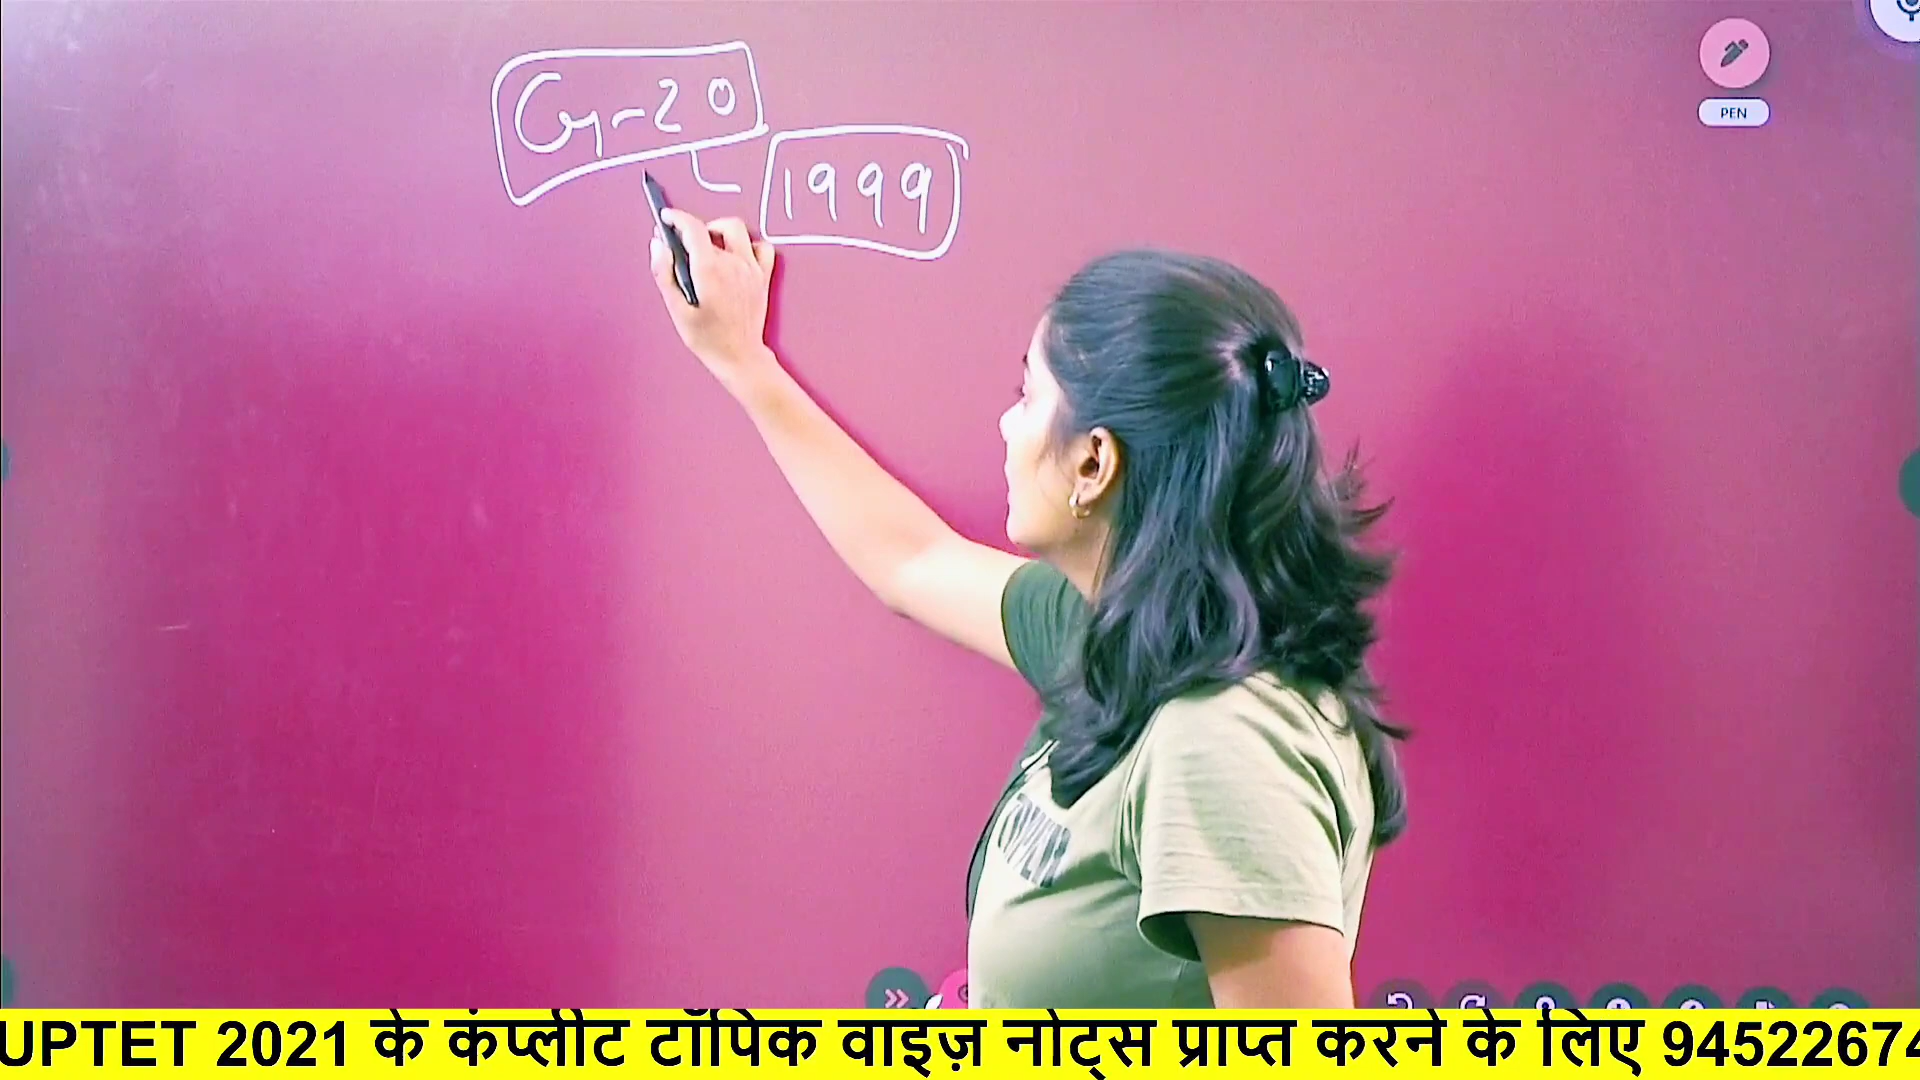 G-20
1999
PEN
UPTET 2021 के कंप्लीट टॉपिक वाइज़ नोट्स प्राप्त करने के लिए 94522674